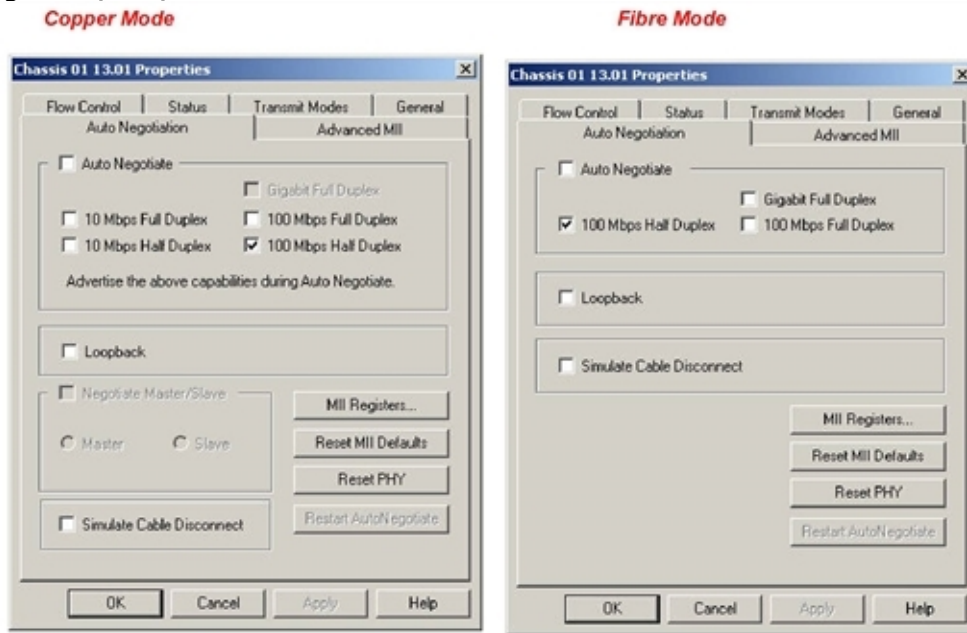 Copper Mode
Fibre Mode
Chassis 01 13.01 Properties
Flow Control Status Transmit Modes General
Auto Negotiation Advanced MII
Auto Negotiate
Gigabit Full Duplex
10 Mbps Full Duplex 100 Mbps Full Duplex
10 Mbps Half Duplex 100 Mbps Half Duplex
Advertise the above capabilities during Auto Negotiate.
Loopback
Negotiate Master/Slave
Master Slave
MII Registers...
Reset MII Defaults
Reset PHY
Restart AutoNegotiate
Simulate Cable Disconnect
OK Cancel Apply Help
Chassis 01 13.01 Properties
Flow Control Status Transmit Modes General
Auto Negotiation Advanced MII
Auto Negotiate
Gigabit Full Duplex
100 Mbps Half Duplex 100 Mbps Full Duplex
Loopback
Simulate Cable Disconnect
MII Registers...
Reset MII Defaults
Reset PHY
Restart AutoNegotiate
OK Cancel Apply Help